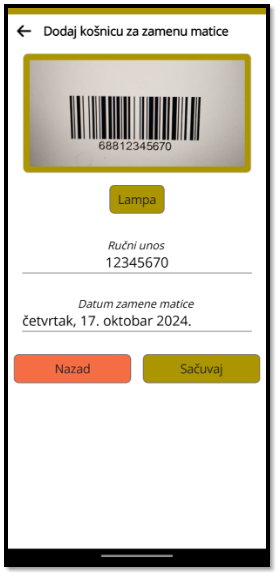 Dodaj košnicu za zamenu matice
68812345670
Lampa
Ručni unos
12345670
Datum zamene matice
četvrtak, 17. oktobar 2024.
Nazad
Sačuvaj